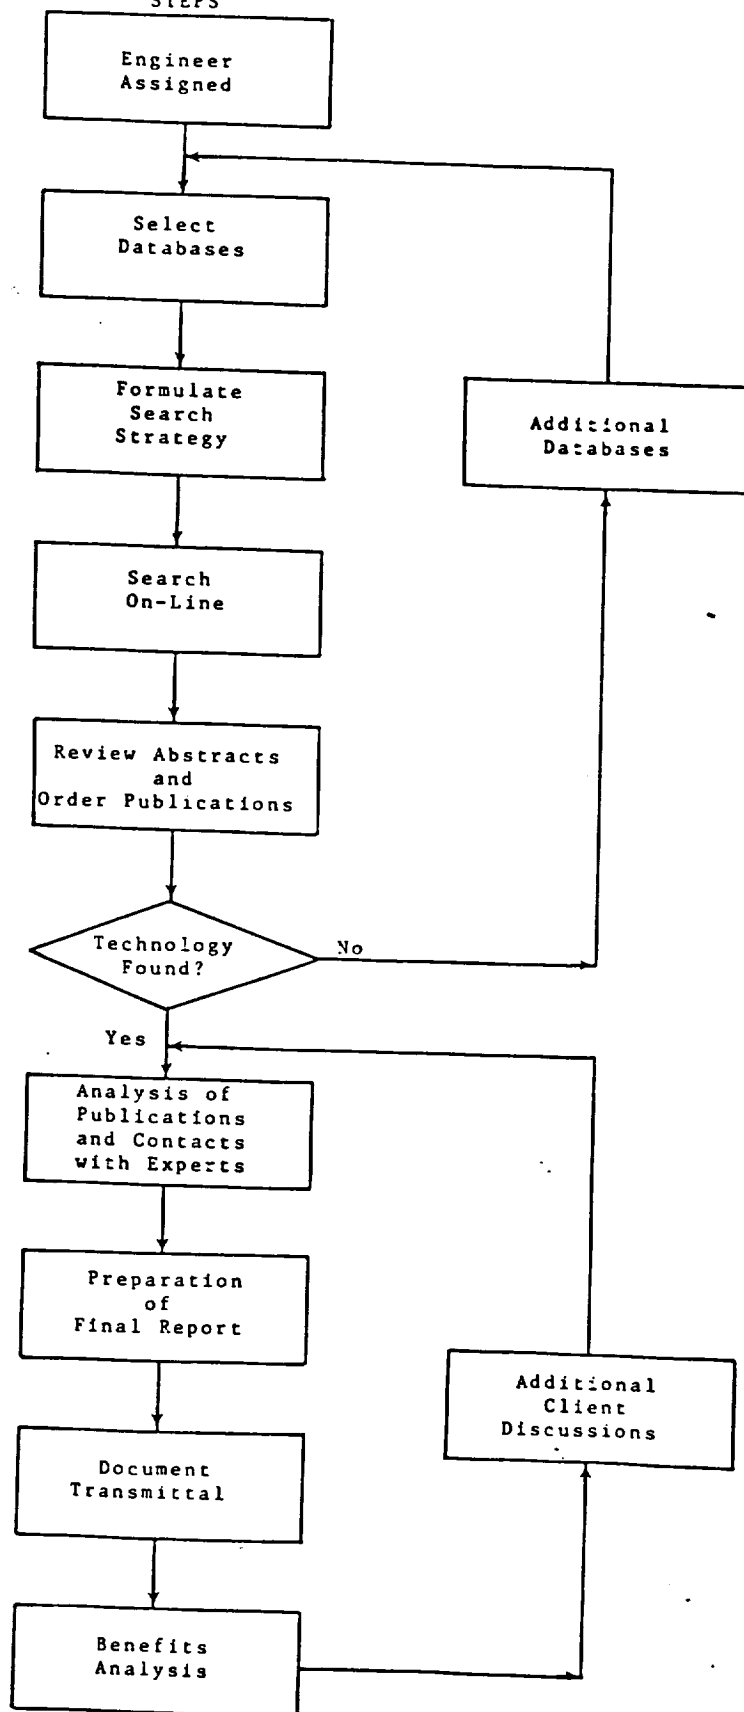 STEPS
Engineer
Assigned
Select
Databases
Formulate
Search
Strategy
Additional
Databases
Search
On-Line
Review Abstracts
and
Order Publications
Technology
Found?
No
Yes
Analysis of
Publications
and Contacts
with Experts
Preparation
of
Final Report
Additional
Client
Discussions
Document
Transmittal
Benefits
Analysis